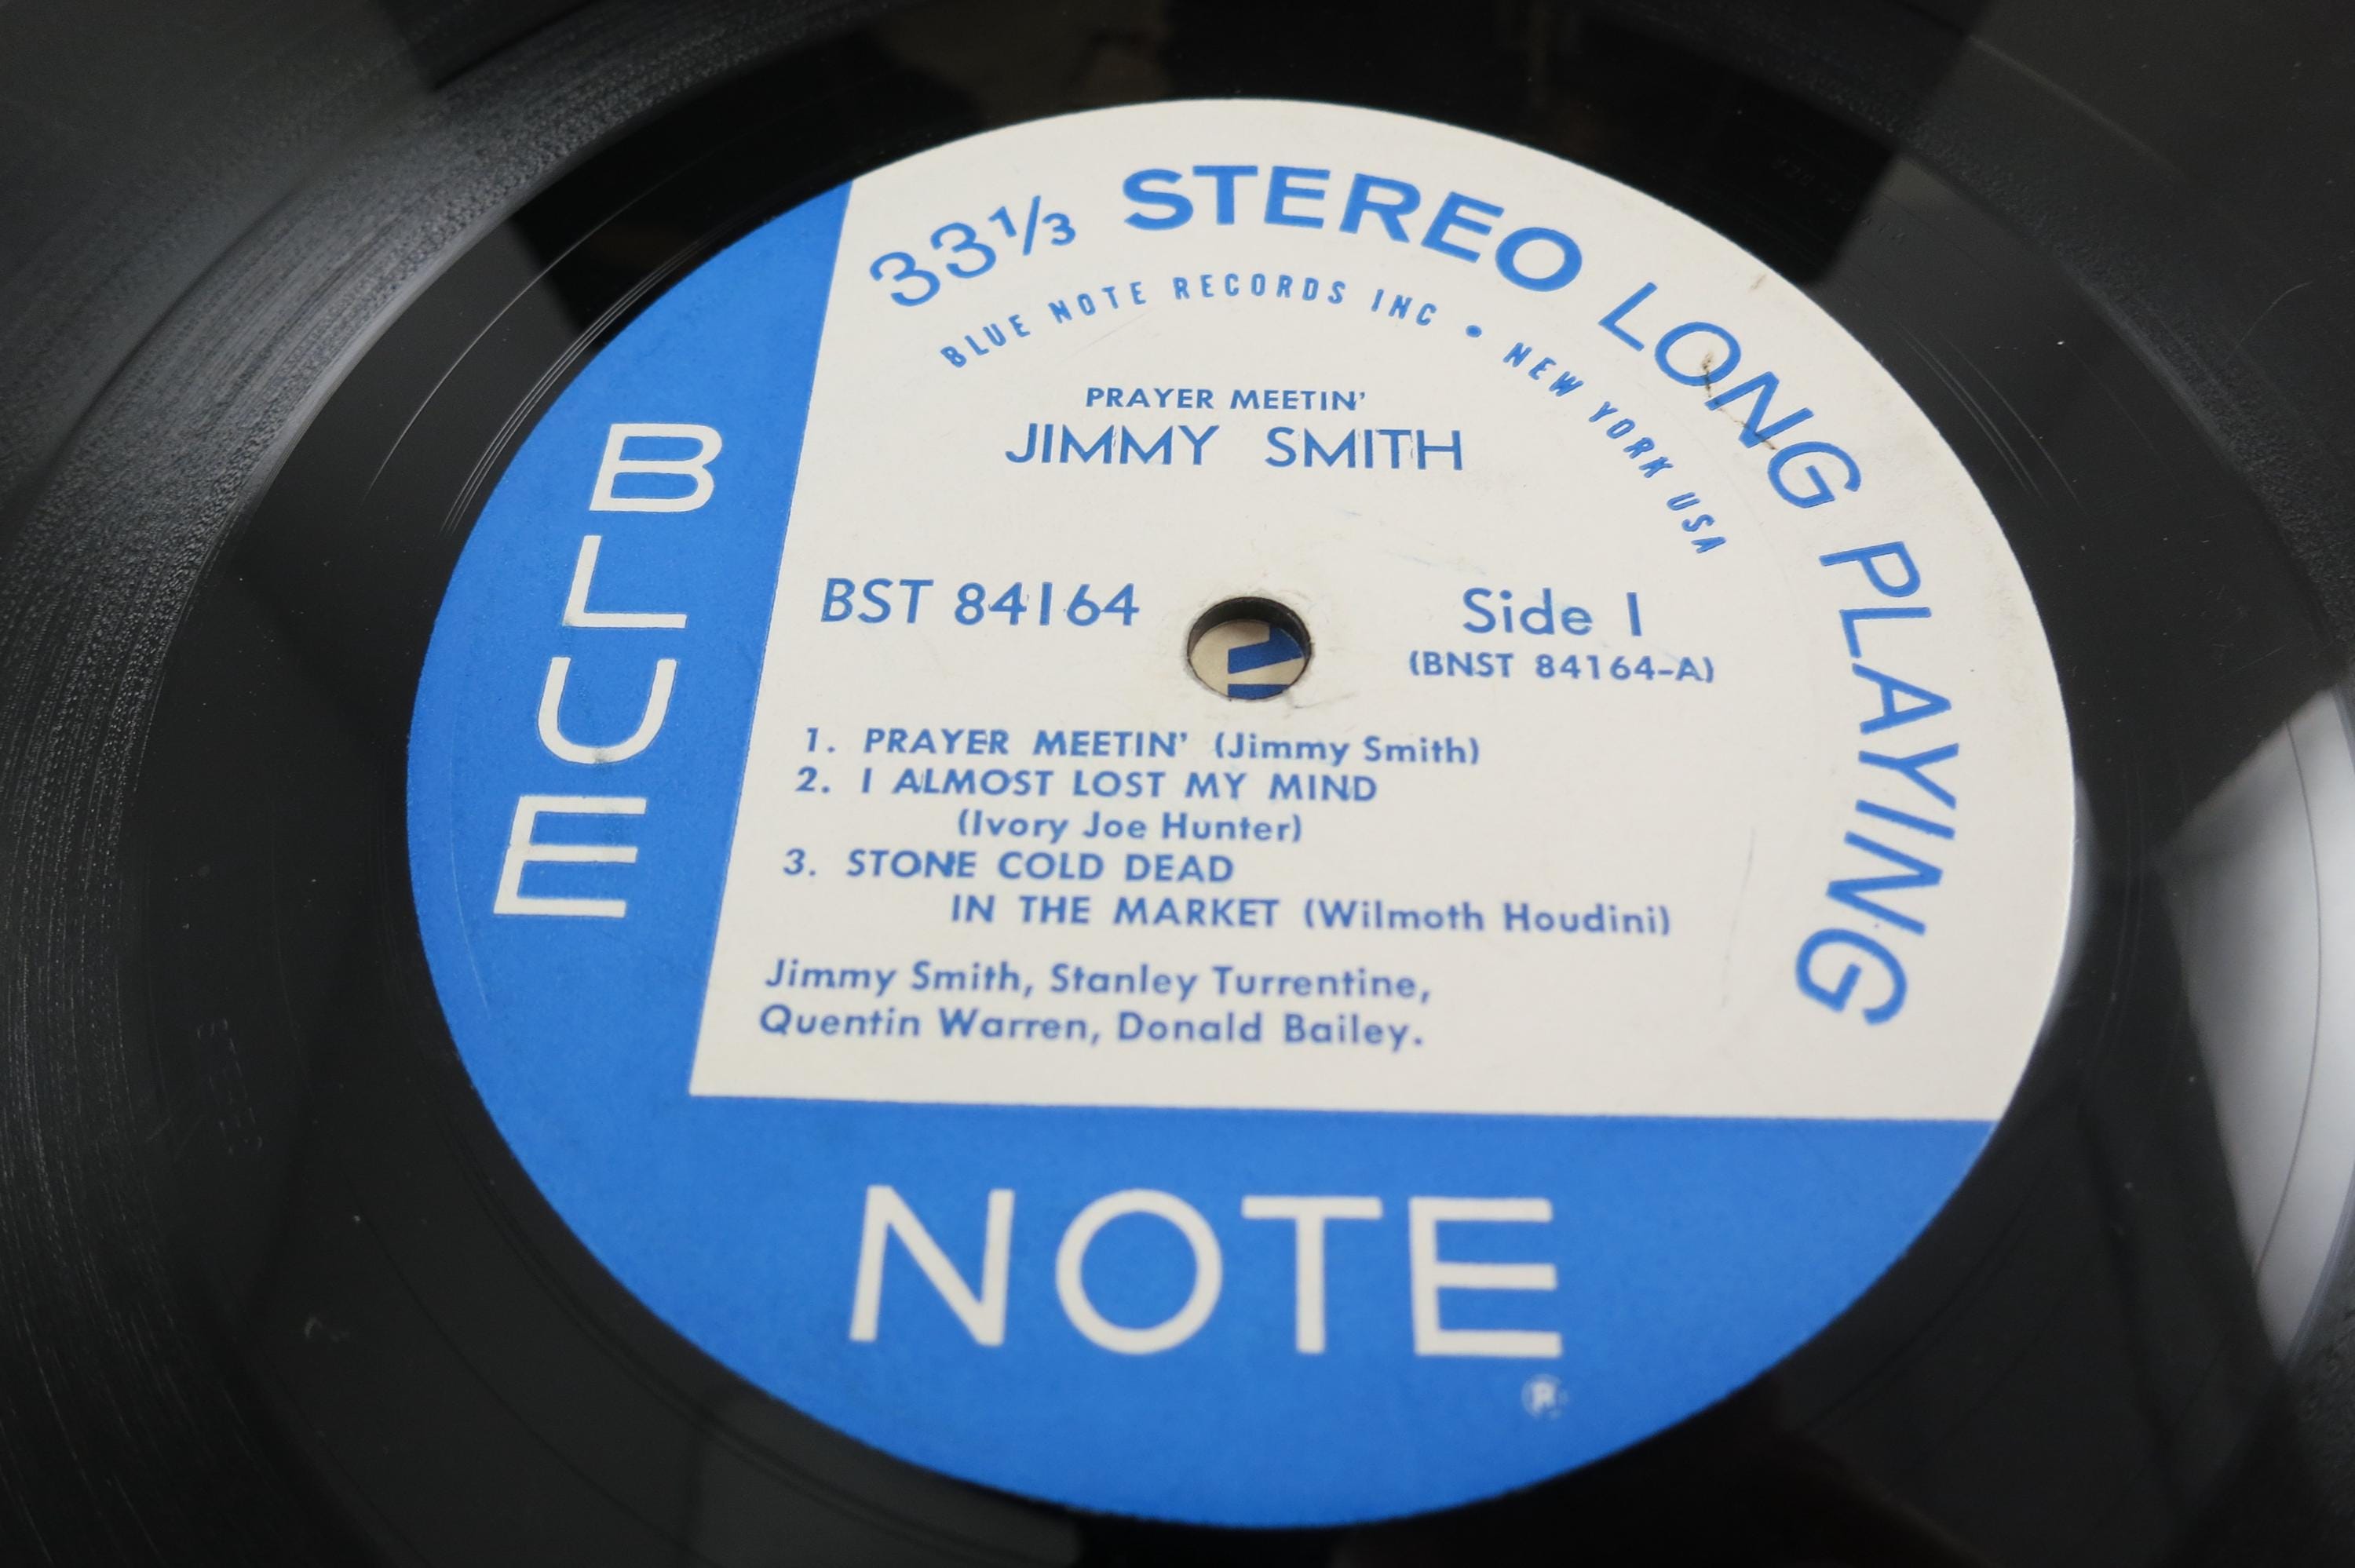 33⅓ STEREO LONG PLAYING
BLUE NOTE RECORDS INC • NEW YORK USA
PRAYER MEETIN'
JIMMY SMITH
BST 84164
Side 1
(BNST 84164-A)
1. PRAYER MEETIN' (Jimmy Smith)
2. I ALMOST LOST MY MIND
(Ivory Joe Hunter)
3. STONE COLD DEAD
IN THE MARKET (Wilmoth Houdini)
Jimmy Smith, Stanley Turrentine,
Quentin Warren, Donald Bailey.
BLUE
NOTE
®